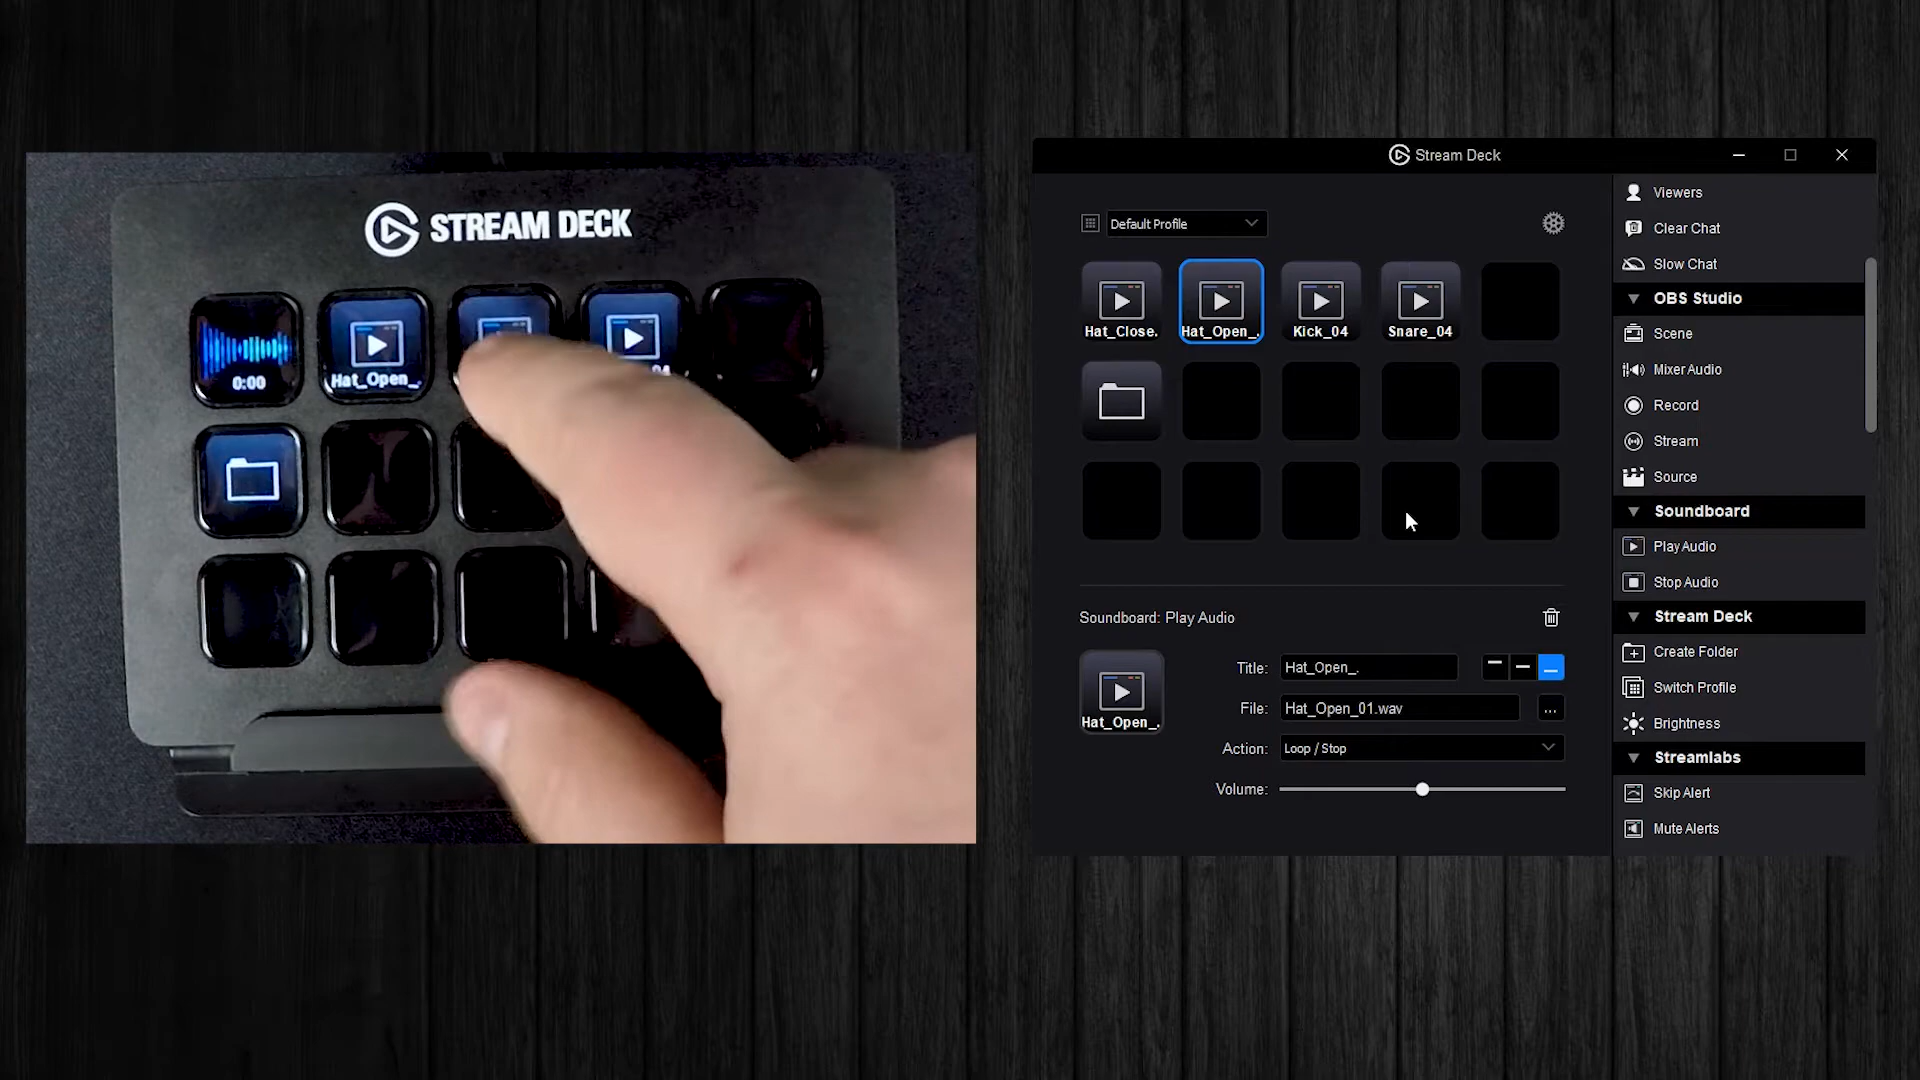 STREAM DECK
0:00
Hat_Open_.
04
Stream Deck
Default Profile
Hat_Close.
Hat_Open_.
Kick_04
Snare_04
Soundboard: Play Audio
Hat_Open_.
Title:
Hat_Open_.
File:
Hat_Open_01.wav
...
Action:
Loop / Stop
Volume:
Viewers
Clear Chat
Slow Chat
OBS Studio
Scene
Mixer Audio
Record
Stream
Source
Soundboard
Play Audio
Stop Audio
Stream Deck
Create Folder
Switch Profile
Brightness
Streamlabs
Skip Alert
Mute Alerts